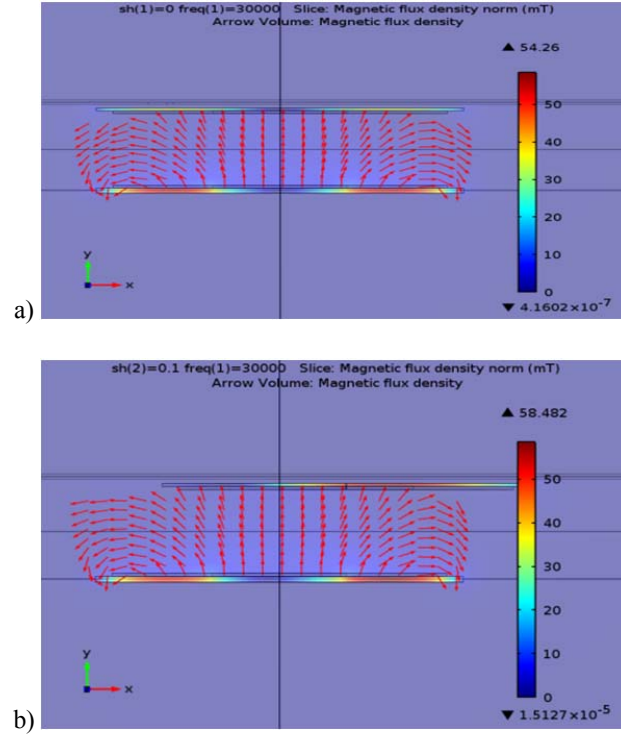 sh(1)=0 freq(1)=30000 Slice: Magnetic flux density norm (mT)
Arrow Volume: Magnetic flux density
▲ 54.26
50
40
30
20
10
0
y
x
▼ 4.1602×10⁻⁷
a)
sh(2)=0.1 freq(1)=30000 Slice: Magnetic flux density norm (mT)
Arrow Volume: Magnetic flux density
▲ 58.482
50
40
30
20
10
0
y
x
▼ 1.5127×10⁻⁵
b)